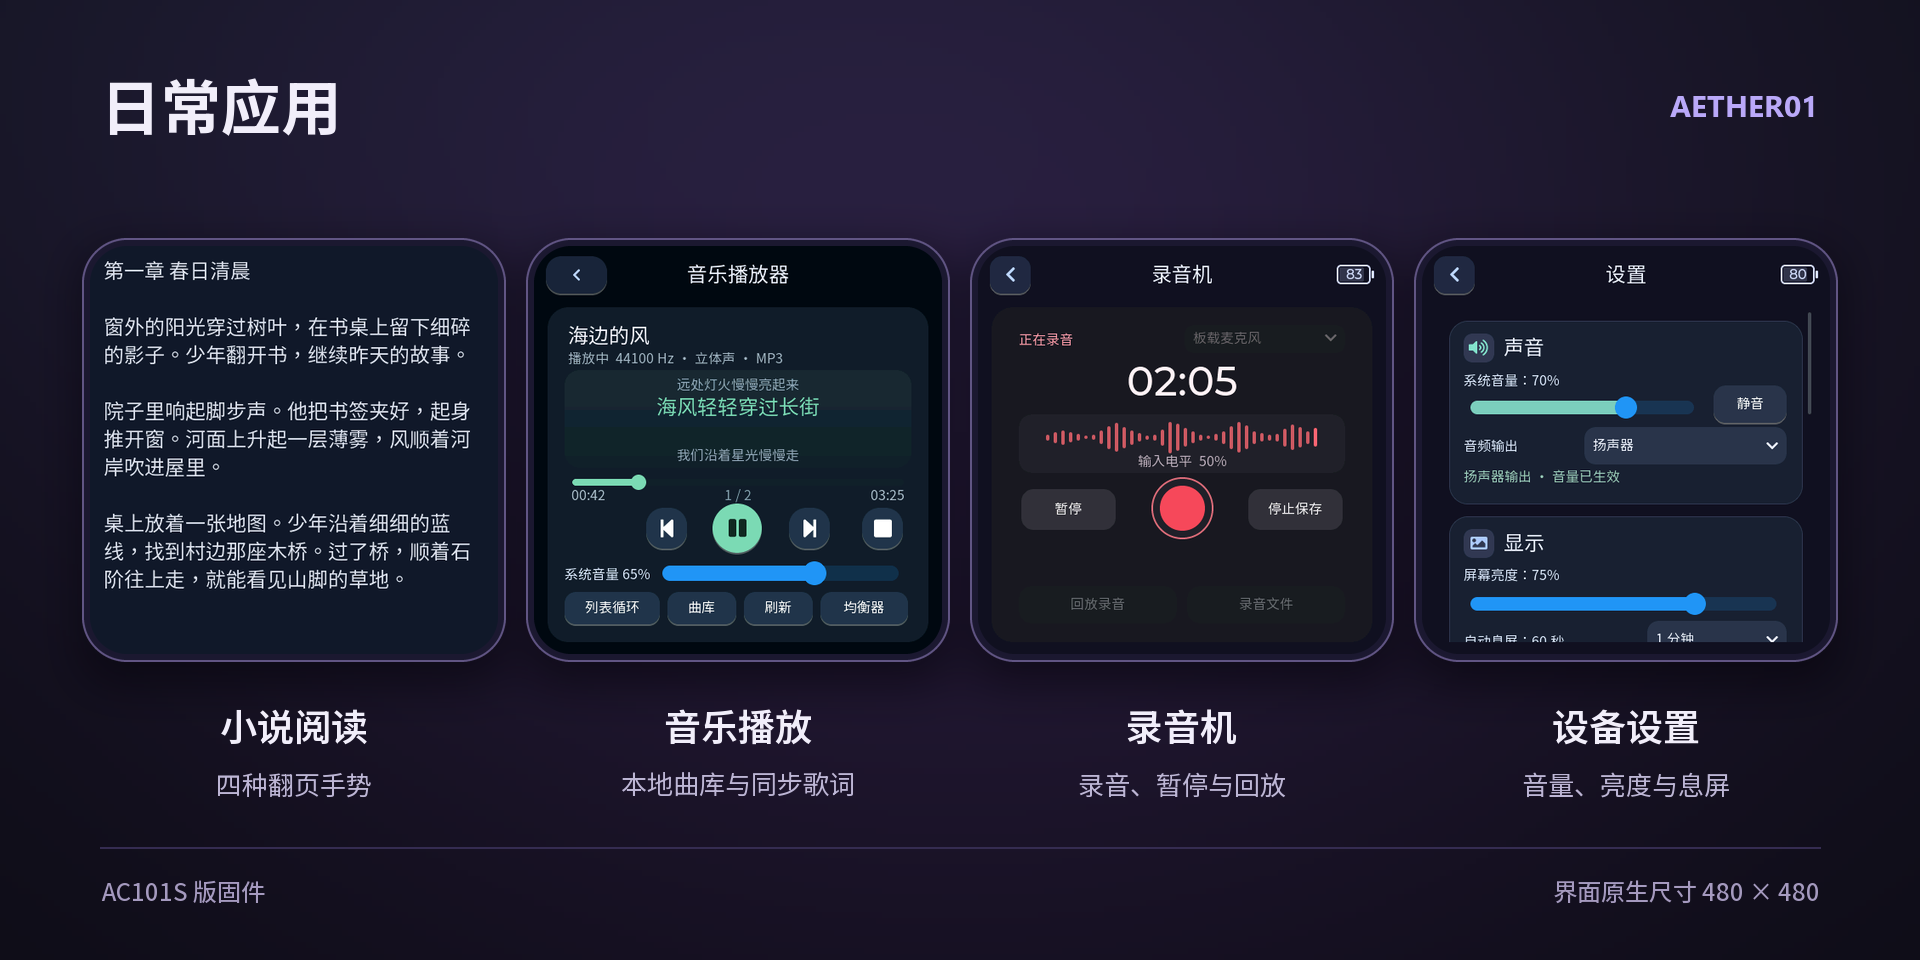 日常应用
AETHER01
第一章 春日清晨
窗外的阳光穿过树叶，在书桌上留下细碎
的影子。少年翻开书，继续昨天的故事。
院子里响起脚步声。他把书签夹好，起身
推开窗。河面上升起一层薄雾，风顺着河
岸吹进屋里。
桌上放着一张地图。少年沿着细细的蓝
线，找到村边那座木桥。过了桥，顺着石
阶往上走，就能看见山脚的草地。
音乐播放器
海边的风
播放中 44100 Hz · 立体声 · MP3
远处灯火慢慢亮起来
海风轻轻穿过长街
我们沿着星光慢慢走
00:42
1 / 2
03:25
系统音量 65%
列表循环
曲库
刷新
均衡器
录音机
83
正在录音
板载麦克风
02:05
输入电平 50%
暂停
停止保存
回放录音
录音文件
设置
80
声音
系统音量：70%
静音
音频输出
扬声器
扬声器输出 · 音量已生效
显示
屏幕亮度：75%
自动息屏：60 秒
1 分钟
小说阅读
四种翻页手势
音乐播放
本地曲库与同步歌词
录音机
录音、暂停与回放
设备设置
音量、亮度与息屏
AC101S 版固件
界面原生尺寸 480 × 480